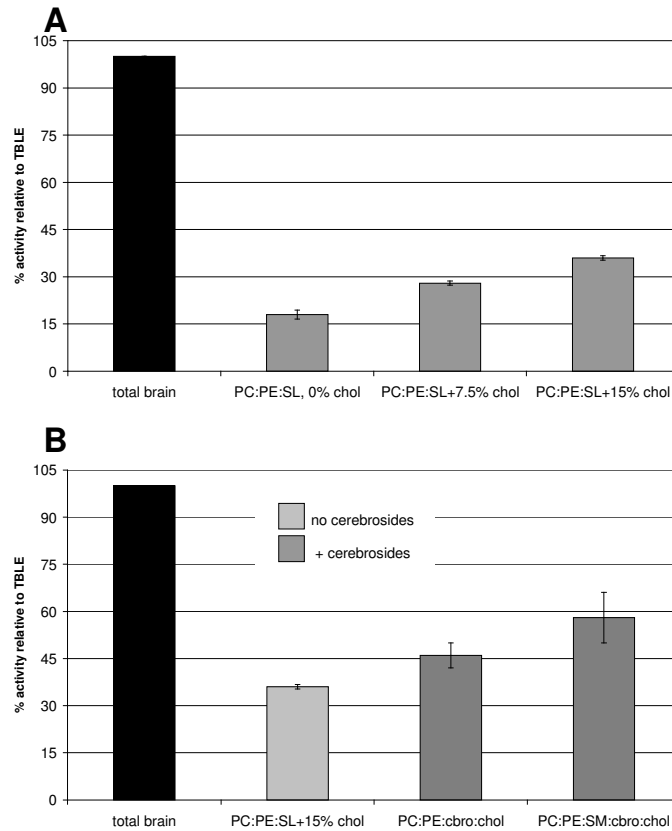 A
% activity relative to TBLE
105
90
75
60
45
30
15
0
total brain
PC:PE:SL, 0% chol
PC:PE:SL+7.5% chol
PC:PE:SL+15% chol
B
% activity relative to TBLE
105
90
75
60
45
30
15
0
no cerebrosides
+ cerebrosides
total brain
PC:PE:SL+15% chol
PC:PE:cbro:chol
PC:PE:SM:cbro:chol